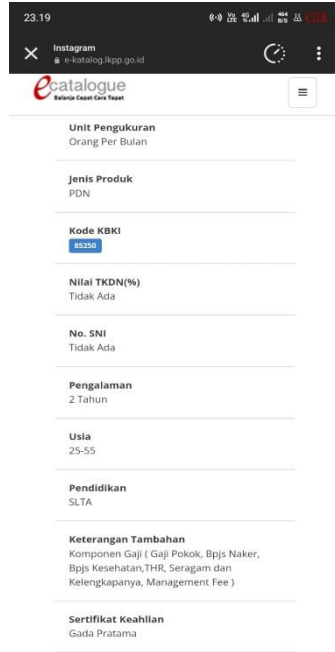 23.19
Instagram
e-katalog.lkpp.go.id
ecatalogue
Belanja Cepat Cara Tepat
Unit Pengukuran
Orang Per Bulan
Jenis Produk
PDN
Kode KBKI
85250
Nilai TKDN(%)
Tidak Ada
No. SNI
Tidak Ada
Pengalaman
2 Tahun
Usia
25-55
Pendidikan
SLTA
Keterangan Tambahan
Komponen Gaji ( Gaji Pokok, Bpjs Naker,
Bpjs Kesehatan,THR, Seragam dan
Kelengkapanya, Management Fee )
Sertifikat Keahlian
Gada Pratama